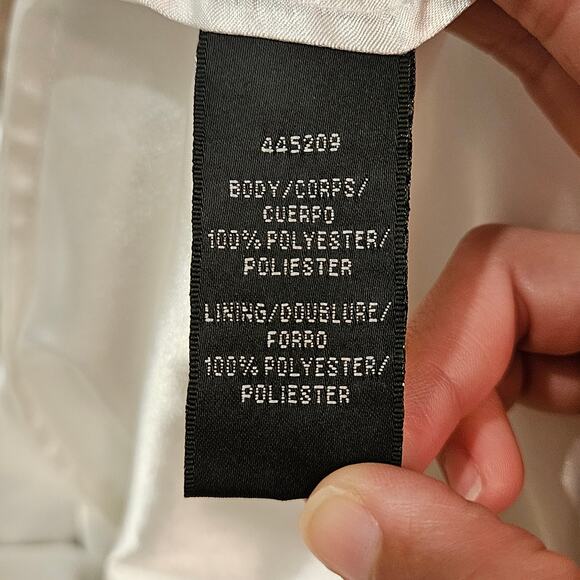 445209
BODY/CORPS/
CUERPO
100% POLYESTER/
POLIESTER
LINING/DOUBLURE/
FORRO
100% POLYESTER/
POLIESTER